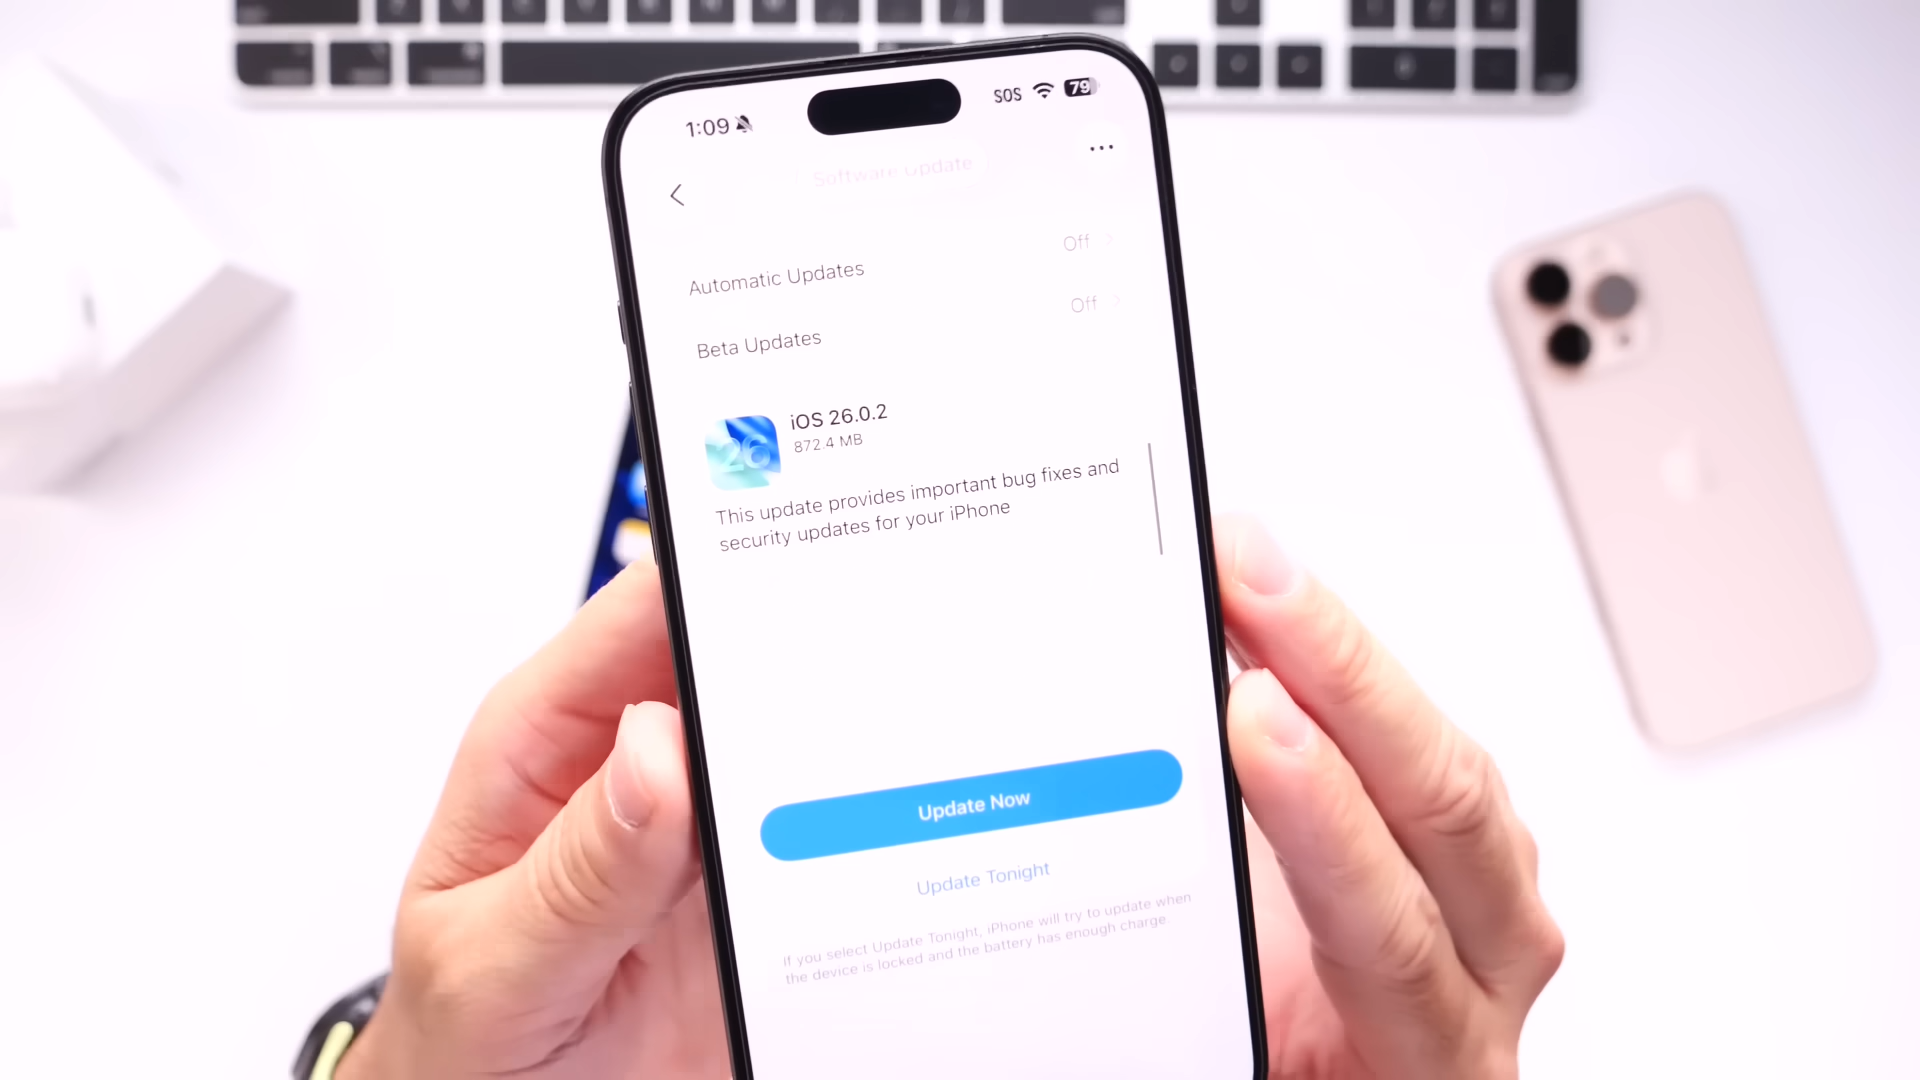 1:09
SOS
79
Software Update
Automatic Updates
Off
Beta Updates
Off
26
iOS 26.0.2
872.4 MB
This update provides important bug fixes and
security updates for your iPhone
Update Now
Update Tonight
If you select Update Tonight, iPhone will try to update when
the device is locked and the battery has enough charge.